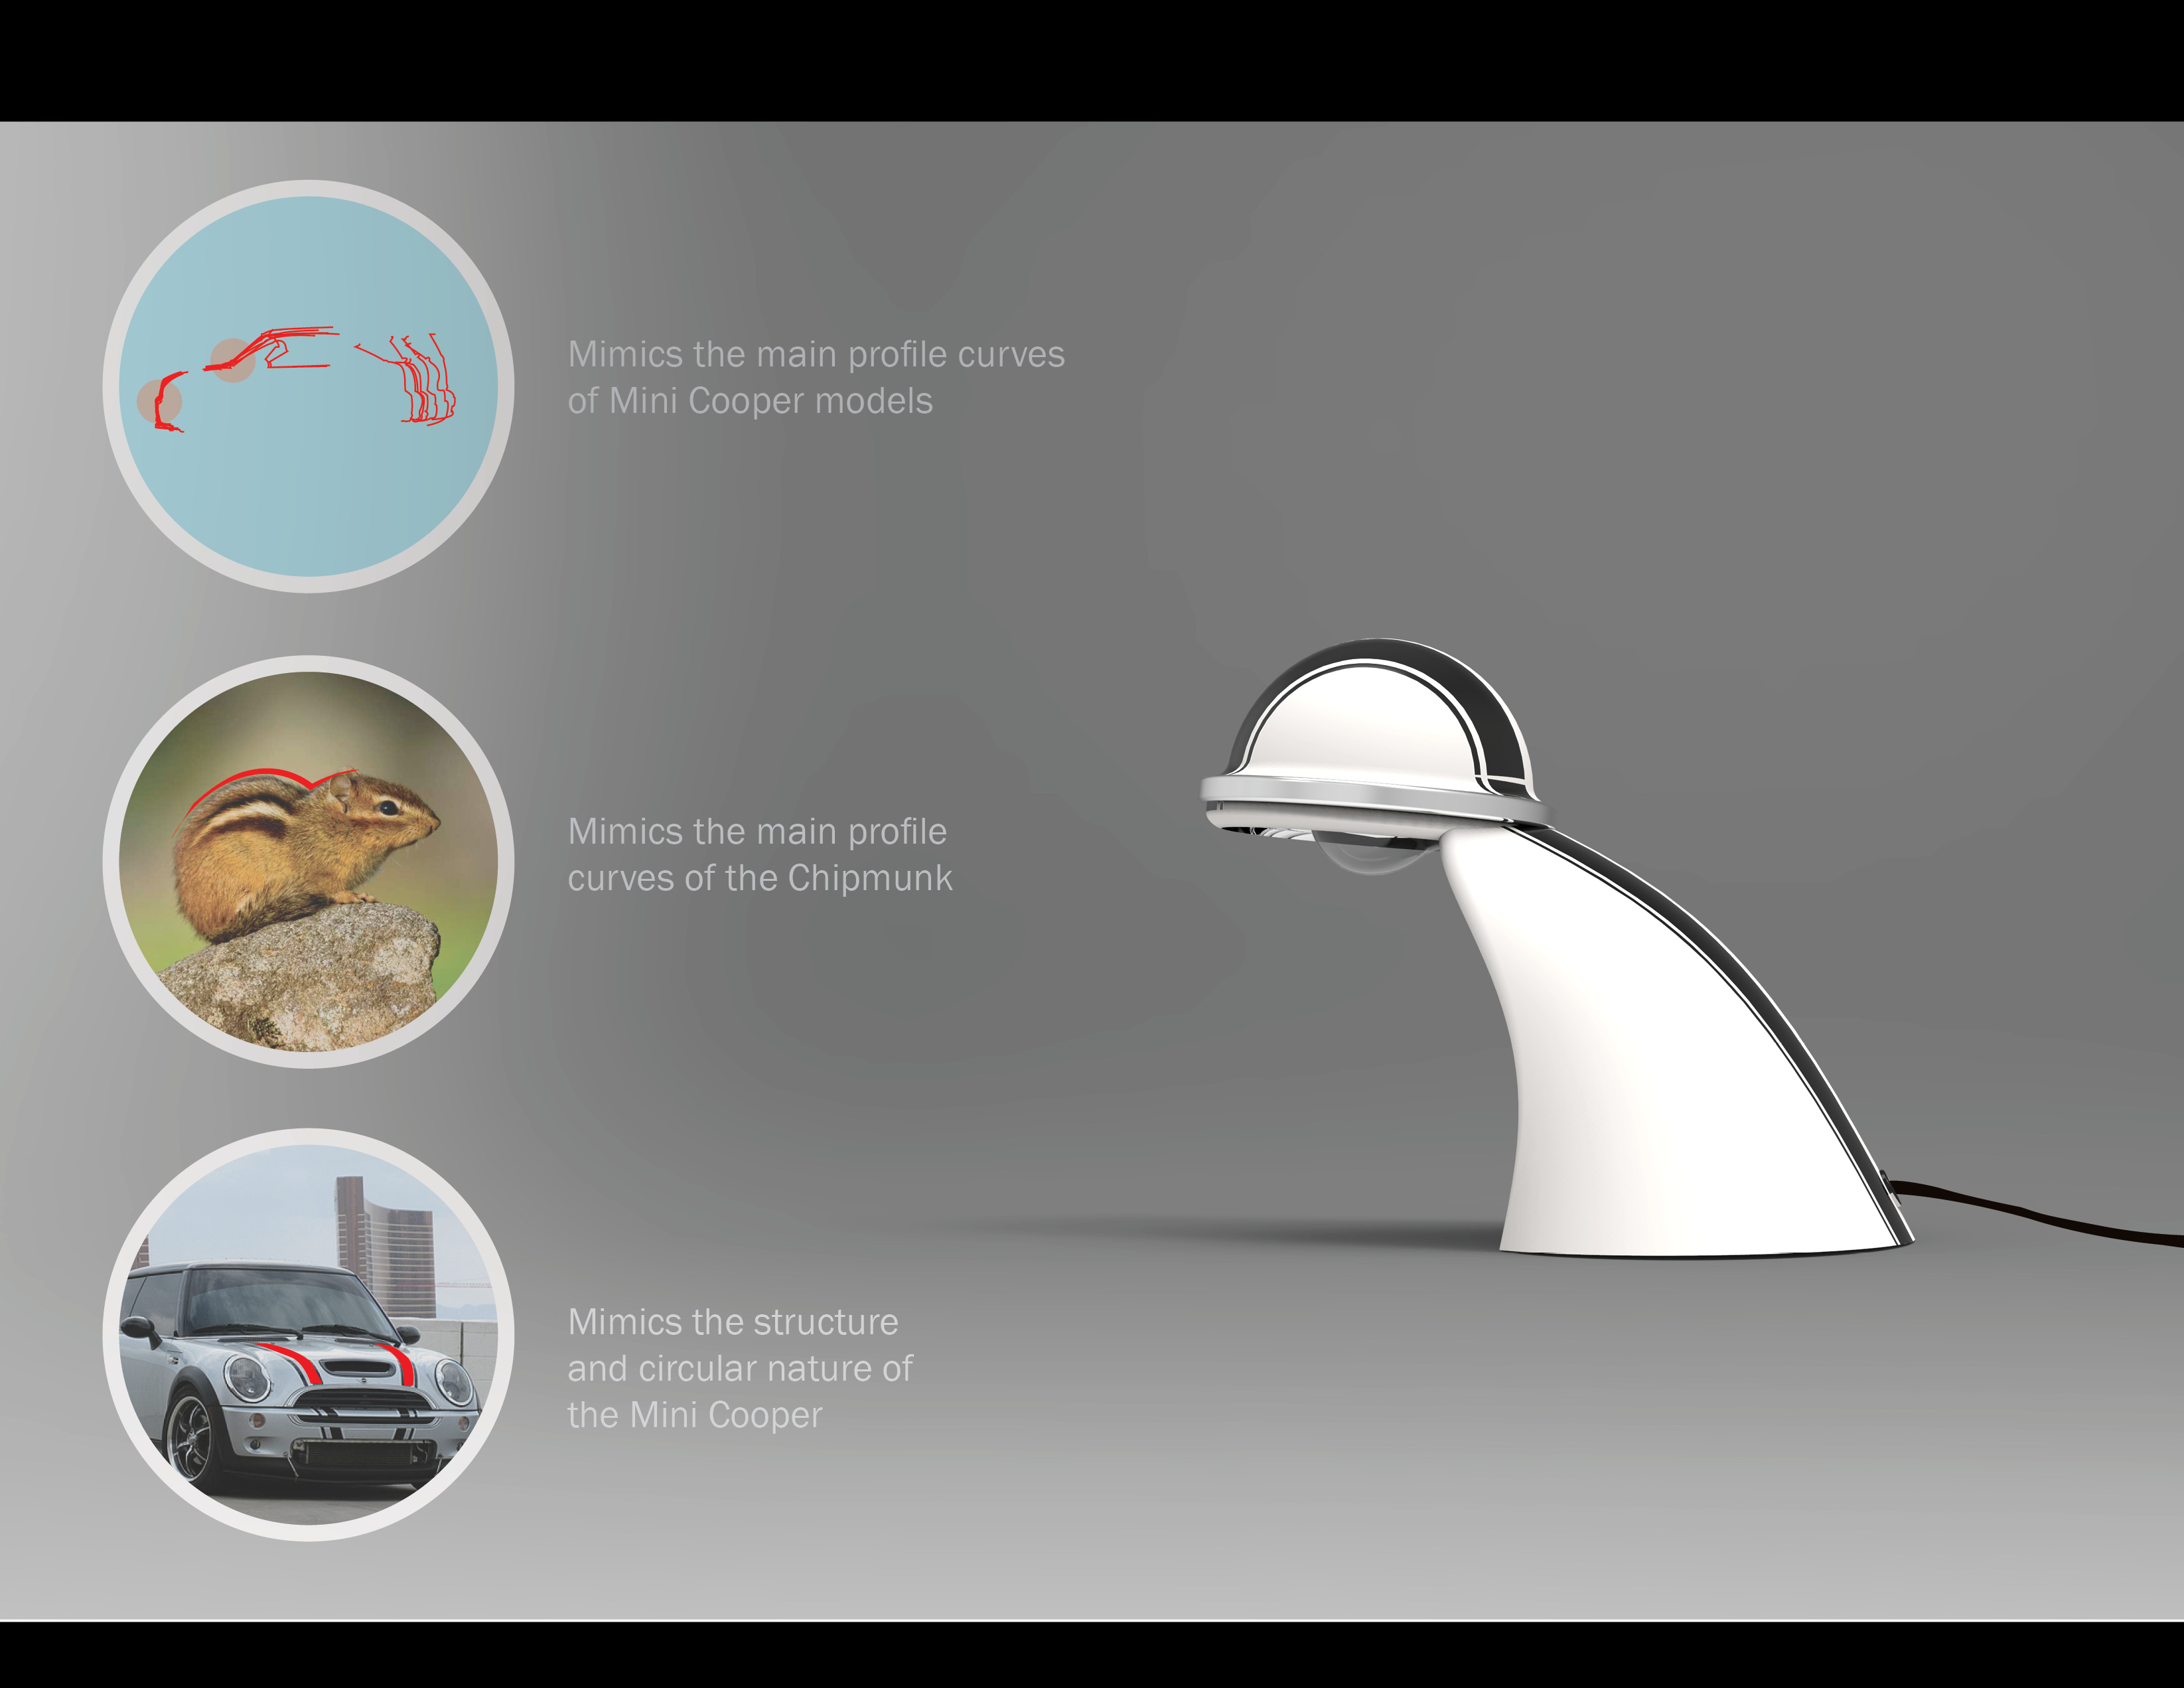 Mimics the main profile curves
of Mini Cooper models
Mimics the main profile
curves of the Chipmunk
Mimics the structure
and circular nature of
the Mini Cooper